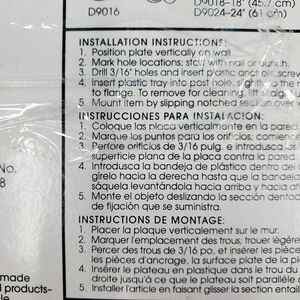 D9018-18" (45.7 cm)
D9016 D9024-24" (61 cm)
INSTALLATION INSTRUCTIONS:
1. Position plate vertically on wall.
2. Mark hole locations; start with nail or punch.
3. Drill 3/16" holes and insert plastic anchors,
4. Insert plastic tray into post holes,
to flange. To remove for cleaning, lift
5. Mount item by slipping notched section over
INSTRUCCIONES PARA INSTALACION:
1. Coloque las placa verticalmente en la pared.
2. Marque los puntos para los orificios, comience
3. Perfore orificios de 3/16 pulg. e introduzca
superficie plana de la placa contra la pared.
4. Introduzca la bandeja de plástico dentro del
gírelo hacia la derecha hasta que la bandeja
sáquela levantándola hacia arriba y hacia
5. Monte el objeto deslizando la sección dentada
de fijación que se suministra.
INSTRUCTIONS DE MONTAGE:
1. Placer la plaque verticalement sur le mur.
2. Marquer l'emplacement des trous; trouer
3. Percer des trous de 3/16 po. et insérer les
les pièces d'ancrage, surface plate de la
4. Insérer le plateau en plastique dans le trou du
droite jusqu'à ce que le plateau soit parallèle
5. Installer l'article en faisant glisser la section
No.
8
made
products-
le